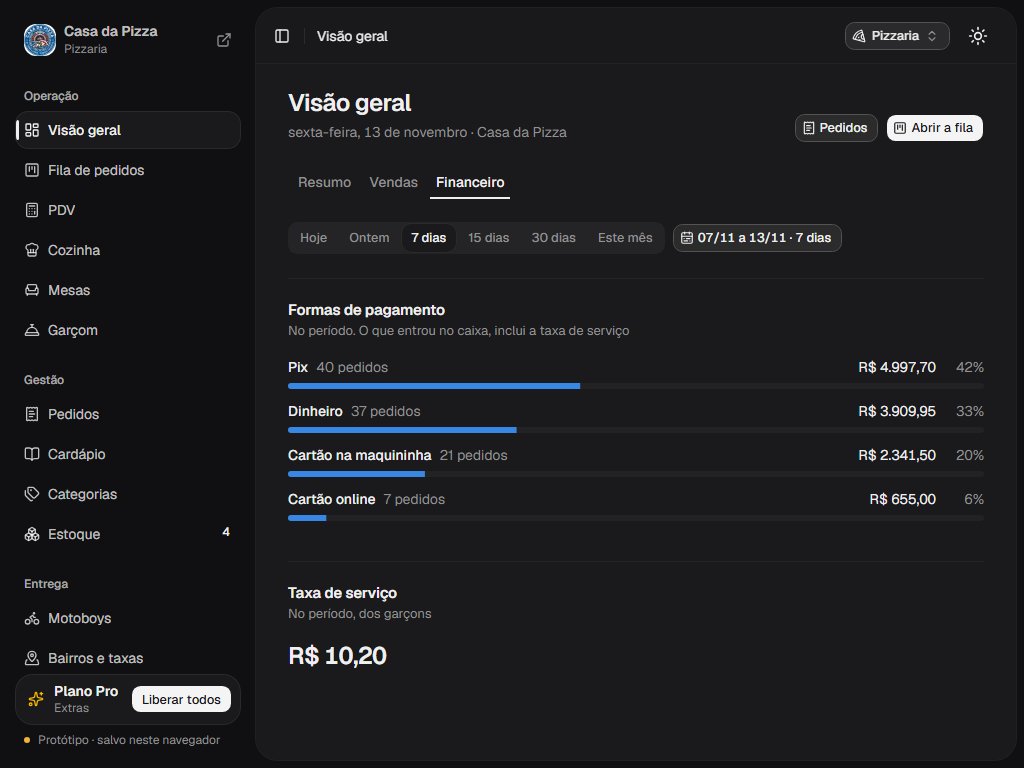 Casa da Pizza
Pizzaria
Operação
Visão geral
Fila de pedidos
PDV
Cozinha
Mesas
Garçom
Gestão
Pedidos
Cardápio
Categorias
Estoque 4
Entrega
Motoboys
Bairros e taxas
Plano Pro
Extras
Liberar todos
Protótipo · salvo neste navegador
Visão geral
Pizzaria
Visão geral
sexta-feira, 13 de novembro · Casa da Pizza
Pedidos
Abrir a fila
Resumo Vendas Financeiro
Hoje Ontem 7 dias 15 dias 30 dias Este mês 07/11 a 13/11 · 7 dias
Formas de pagamento
No período. O que entrou no caixa, inclui a taxa de serviço
Pix 40 pedidos R$ 4.997,70 42%
Dinheiro 37 pedidos R$ 3.909,95 33%
Cartão na maquininha 21 pedidos R$ 2.341,50 20%
Cartão online 7 pedidos R$ 655,00 6%
Taxa de serviço
No período, dos garçons
R$ 10,20